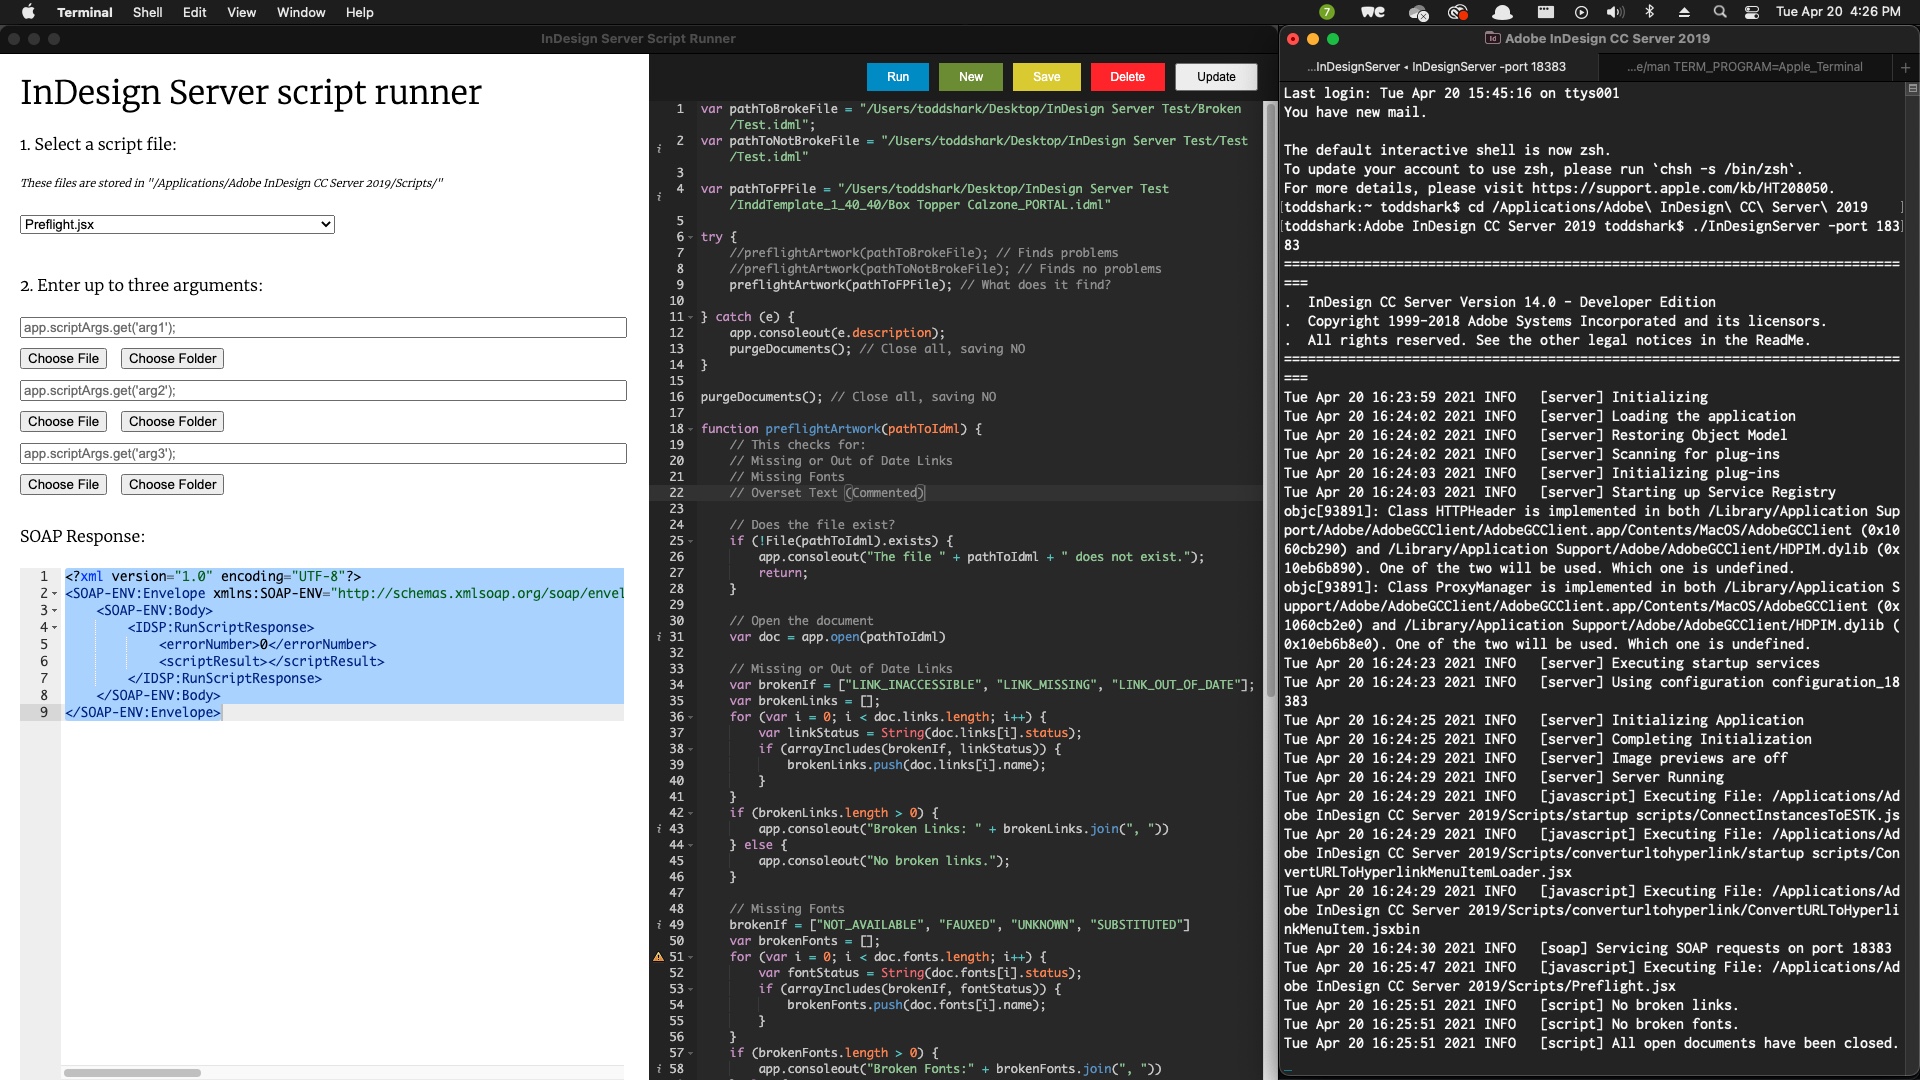 Terminal Shell Edit View Window Help
7
Tue Apr 20 4:26 PM
InDesign Server Script Runner
InDesign Server script runner
1. Select a script file:
These files are stored in "/Applications/Adobe InDesign CC Server 2019/Scripts/"
Preflight.jsx
2. Enter up to three arguments:
app.scriptArgs.get('arg1');
Choose File Choose Folder
app.scriptArgs.get('arg2');
Choose File Choose Folder
app.scriptArgs.get('arg3');
Choose File Choose Folder
SOAP Response:
1 <?xml version="1.0" encoding="UTF-8"?>
2 <SOAP-ENV:Envelope xmlns:SOAP-ENV="http://schemas.xmlsoap.org/soap/envel
3 <SOAP-ENV:Body>
4 <IDSP:RunScriptResponse>
5 <errorNumber>0</errorNumber>
6 <scriptResult></scriptResult>
7 </IDSP:RunScriptResponse>
8 </SOAP-ENV:Body>
9 </SOAP-ENV:Envelope>
Run New Save Delete Update
1 var pathToBrokeFile = "/Users/toddshark/Desktop/InDesign Server Test/Broken
/Test.idml";
2 var pathToNotBrokeFile = "/Users/toddshark/Desktop/InDesign Server Test/Test
/Test.idml"
3
4 var pathToFPFile = "/Users/toddshark/Desktop/InDesign Server Test
/InddTemplate_1_40_40/Box Topper Calzone_PORTAL.idml"
5
6 try {
7 //preflightArtwork(pathToBrokeFile); // Finds problems
8 //preflightArtwork(pathToNotBrokeFile); // Finds no problems
9 preflightArtwork(pathToFPFile); // What does it find?
10
11 } catch (e) {
12 app.consoleout(e.description);
13 purgeDocuments(); // Close all, saving NO
14 }
15
16 purgeDocuments(); // Close all, saving NO
17
18 function preflightArtwork(pathToIdml) {
19 // This checks for:
20 // Missing or Out of Date Links
21 // Missing Fonts
22 // Overset Text (Commented)
23
24 // Does the file exist?
25 if (!File(pathToIdml).exists) {
26 app.consoleout("The file " + pathToIdml + " does not exist.");
27 return;
28 }
29
30 // Open the document
31 var doc = app.open(pathToIdml)
32
33 // Missing or Out of Date Links
34 var brokenIf = ["LINK_INACCESSIBLE", "LINK_MISSING", "LINK_OUT_OF_DATE"];
35 var brokenLinks = [];
36 for (var i = 0; i < doc.links.length; i++) {
37 var linkStatus = String(doc.links[i].status);
38 if (arrayIncludes(brokenIf, linkStatus)) {
39 brokenLinks.push(doc.links[i].name);
40 }
41 }
42 if (brokenLinks.length > 0) {
43 app.consoleout("Broken Links: " + brokenLinks.join(", "))
44 } else {
45 app.consoleout("No broken links.");
46 }
47
48 // Missing Fonts
49 brokenIf = ["NOT_AVAILABLE", "FAUXED", "UNKNOWN", "SUBSTITUTED"]
50 var brokenFonts = [];
51 for (var i = 0; i < doc.fonts.length; i++) {
52 var fontStatus = String(doc.fonts[i].status);
53 if (arrayIncludes(brokenIf, fontStatus)) {
54 brokenFonts.push(doc.fonts[i].name);
55 }
56 }
57 if (brokenFonts.length > 0) {
58 app.consoleout("Broken Fonts:" + brokenFonts.join(", "))
Adobe InDesign CC Server 2019
...InDesignServer ◂ InDesignServer -port 18383
...e/man TERM_PROGRAM=Apple_Terminal
Last login: Tue Apr 20 15:45:16 on ttys001
You have new mail.
The default interactive shell is now zsh.
To update your account to use zsh, please run `chsh -s /bin/zsh`.
For more details, please visit https://support.apple.com/kb/HT208050.
[toddshark:~ toddshark$ cd /Applications/Adobe\ InDesign\ CC\ Server\ 2019 ]
[toddshark:Adobe InDesign CC Server 2019 toddshark$ ./InDesignServer -port 183]
83
============================================================================
===
. InDesign CC Server Version 14.0 - Developer Edition
. Copyright 1999-2018 Adobe Systems Incorporated and its licensors.
. All rights reserved. See the other legal notices in the ReadMe.
============================================================================
===
Tue Apr 20 16:23:59 2021 INFO [server] Initializing
Tue Apr 20 16:24:02 2021 INFO [server] Loading the application
Tue Apr 20 16:24:02 2021 INFO [server] Restoring Object Model
Tue Apr 20 16:24:02 2021 INFO [server] Scanning for plug-ins
Tue Apr 20 16:24:03 2021 INFO [server] Initializing plug-ins
Tue Apr 20 16:24:03 2021 INFO [server] Starting up Service Registry
objc[93891]: Class HTTPHeader is implemented in both /Library/Application Sup
port/Adobe/AdobeGCClient/AdobeGCClient.app/Contents/MacOS/AdobeGCClient (0x10
60cb290) and /Library/Application Support/Adobe/AdobeGCClient/HDPIM.dylib (0x
10eb6b890). One of the two will be used. Which one is undefined.
objc[93891]: Class ProxyManager is implemented in both /Library/Application S
upport/Adobe/AdobeGCClient/AdobeGCClient.app/Contents/MacOS/AdobeGCClient (0x
1060cb2e0) and /Library/Application Support/Adobe/AdobeGCClient/HDPIM.dylib (
0x10eb6b8e0). One of the two will be used. Which one is undefined.
Tue Apr 20 16:24:23 2021 INFO [server] Executing startup services
Tue Apr 20 16:24:23 2021 INFO [server] Using configuration configuration_18
383
Tue Apr 20 16:24:25 2021 INFO [server] Initializing Application
Tue Apr 20 16:24:25 2021 INFO [server] Completing Initialization
Tue Apr 20 16:24:29 2021 INFO [server] Image previews are off
Tue Apr 20 16:24:29 2021 INFO [server] Server Running
Tue Apr 20 16:24:29 2021 INFO [javascript] Executing File: /Applications/Ad
obe InDesign CC Server 2019/Scripts/startup scripts/ConnectInstancesToESTK.js
Tue Apr 20 16:24:29 2021 INFO [javascript] Executing File: /Applications/Ad
obe InDesign CC Server 2019/Scripts/converturltohyperlink/startup scripts/Con
vertURLToHyperlinkMenuItemLoader.jsx
Tue Apr 20 16:24:29 2021 INFO [javascript] Executing File: /Applications/Ad
obe InDesign CC Server 2019/Scripts/converturltohyperlink/ConvertURLToHyperli
nkMenuItem.jsxbin
Tue Apr 20 16:24:30 2021 INFO [soap] Servicing SOAP requests on port 18383
Tue Apr 20 16:25:47 2021 INFO [javascript] Executing File: /Applications/Ad
obe InDesign CC Server 2019/Scripts/Preflight.jsx
Tue Apr 20 16:25:51 2021 INFO [script] No broken links.
Tue Apr 20 16:25:51 2021 INFO [script] No broken fonts.
Tue Apr 20 16:25:51 2021 INFO [script] All open documents have been closed.